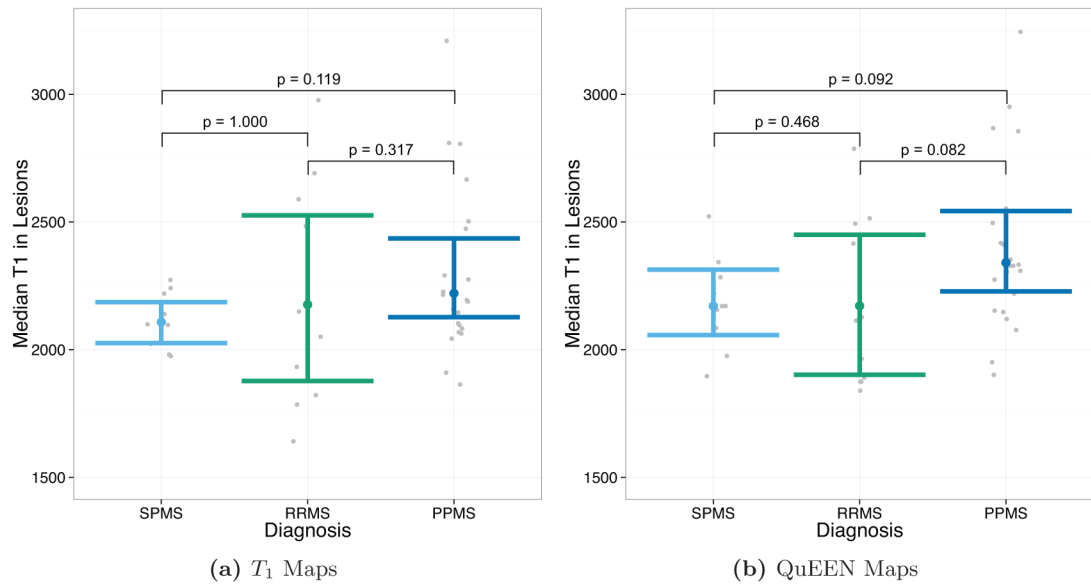 Median T1 in Lesions
3000
2500
2000
1500
p = 0.119
p = 1.000
p = 0.317
SPMS RRMS PPMS
Diagnosis
(a) T₁ Maps
Median T1 in Lesions
3000
2500
2000
1500
p = 0.092
p = 0.468
p = 0.082
SPMS RRMS PPMS
Diagnosis
(b) QuEEN Maps